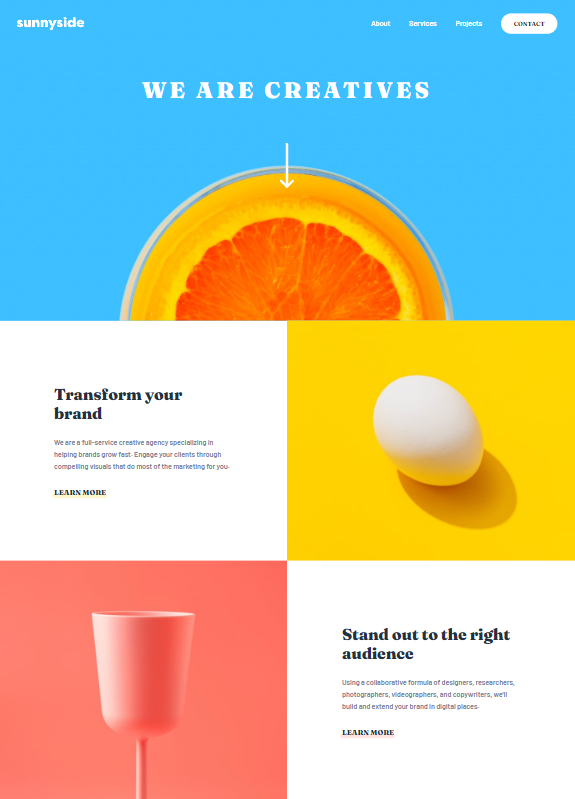 sunnyside
About Services Projects CONTACT
WE ARE CREATIVES
Transform your
brand
We are a full-service creative agency specializing in
helping brands grow fast. Engage your clients through
compelling visuals that do most of the marketing for you.
LEARN MORE
Stand out to the right
audience
Using a collaborative formula of designers, researchers,
photographers, videographers, and copywriters, we'll
build and extend your brand in digital places.
LEARN MORE